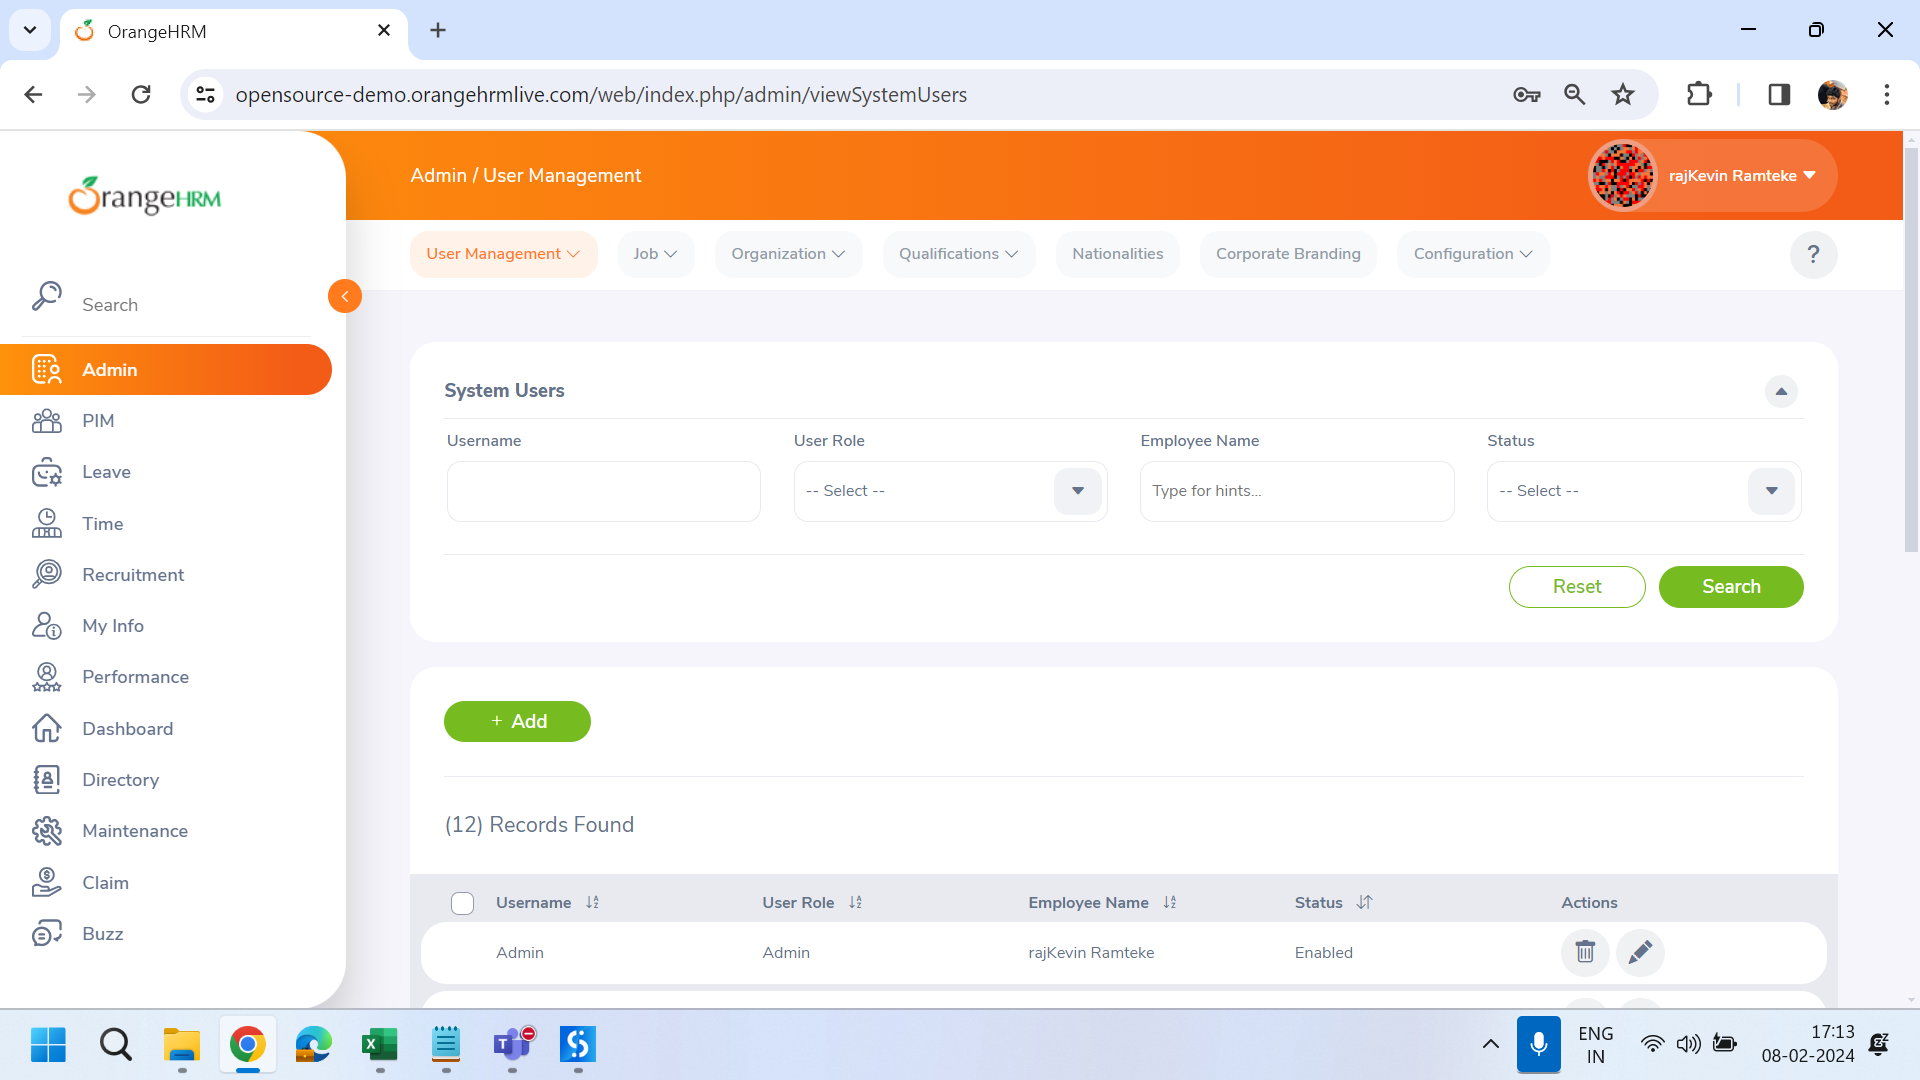 OrangeHRM
opensource-demo.orangehrmlive.com/web/index.php/admin/viewSystemUsers
OrangeHRM
Admin / User Management
rajKevin Ramteke
User Management
Job
Organization
Qualifications
Nationalities
Corporate Branding
Configuration
?
Search
Admin
PIM
Leave
Time
Recruitment
My Info
Performance
Dashboard
Directory
Maintenance
Claim
Buzz
System Users
Username
User Role
Employee Name
Status
-- Select --
Type for hints...
-- Select --
Reset
Search
+ Add
(12) Records Found
Username
User Role
Employee Name
Status
Actions
Admin
Admin
rajKevin Ramteke
Enabled
ENG
IN
17:13
08-02-2024